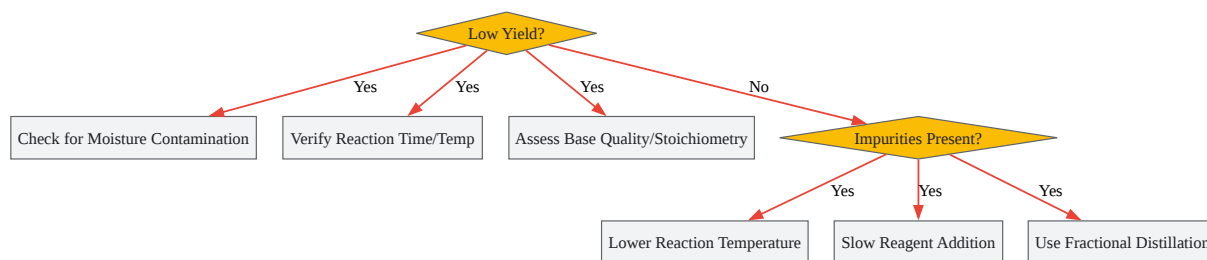 Low Yield?
Yes
Yes
Yes
No
Check for Moisture Contamination
Verify Reaction Time/Temp
Assess Base Quality/Stoichiometry
Impurities Present?
Yes
Yes
Yes
Lower Reaction Temperature
Slow Reagent Addition
Use Fractional Distillation